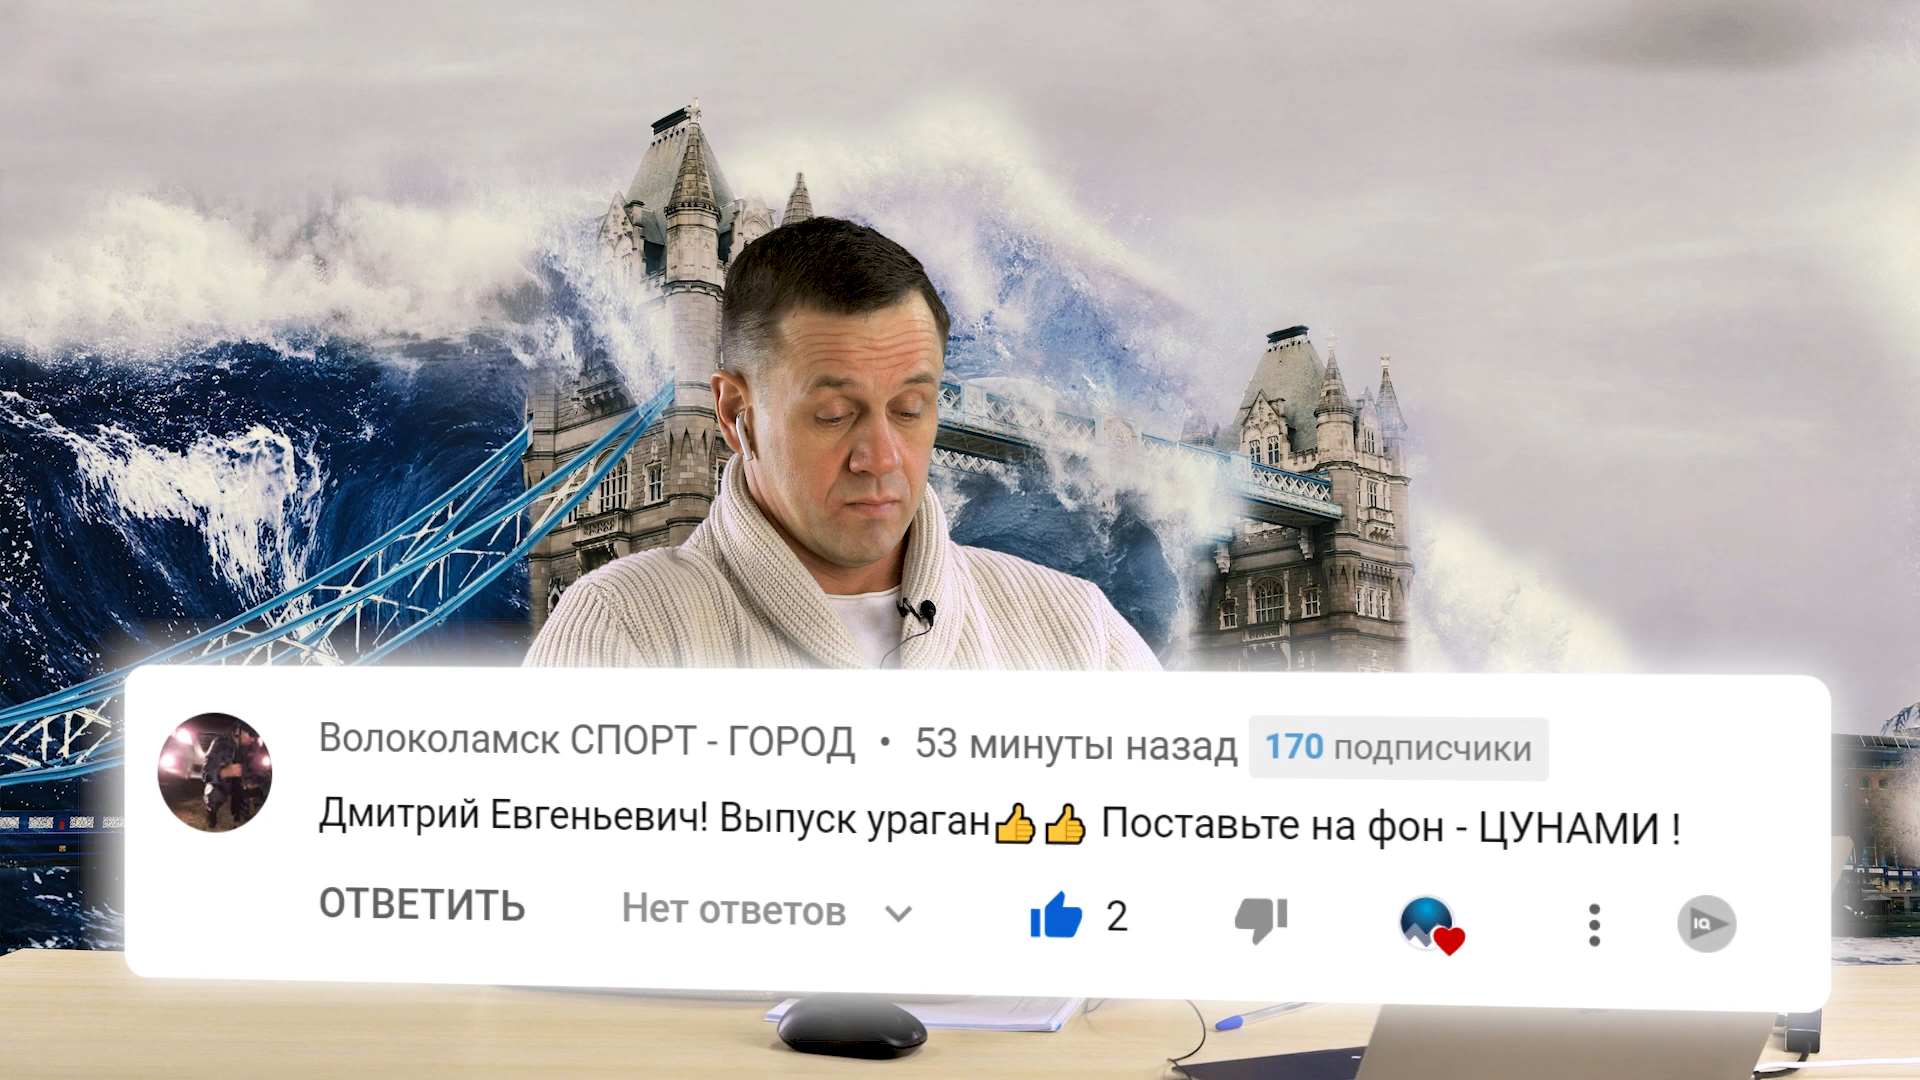 Волоколамск СПОРТ - ГОРОД • 53 минуты назад 170 подписчики
Дмитрий Евгеньевич! Выпуск ураган👍👍 Поставьте на фон - ЦУНАМИ !
ОТВЕТИТЬ Нет ответов 2 IQ